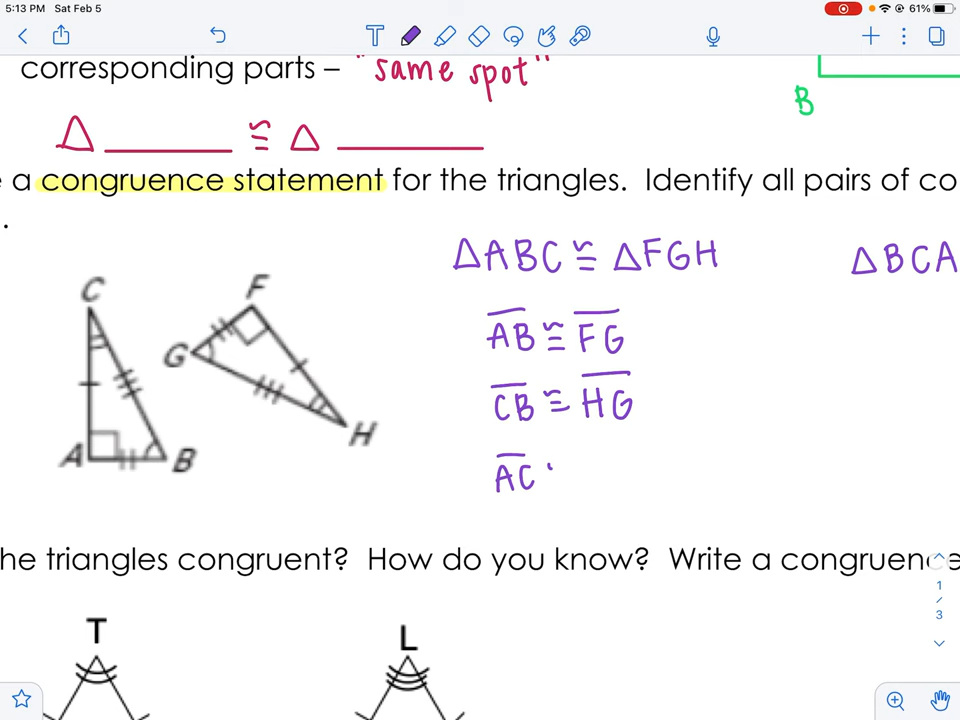 5:13 PM Sat Feb 5
61%
corresponding parts – "same spot"
B
Δ ______ ≅ Δ ______
e a congruence statement for the triangles. Identify all pairs of co
.
ΔABC ≅ ΔFGH
ΔBCA
C
F
G
H
A
B
AB ≅ FG
CB ≅ HG
AC
he triangles congruent? How do you know? Write a congruence
1
/
3
T
L